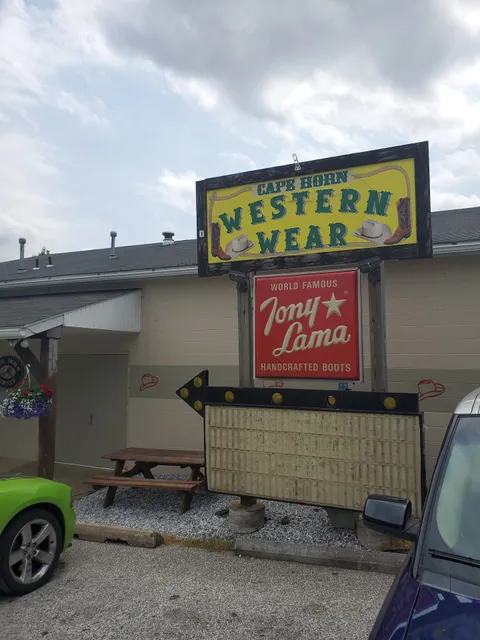 CAPE HORN
WESTERN
WEAR
WORLD FAMOUS
Tony
Lama
HANDCRAFTED BOOTS